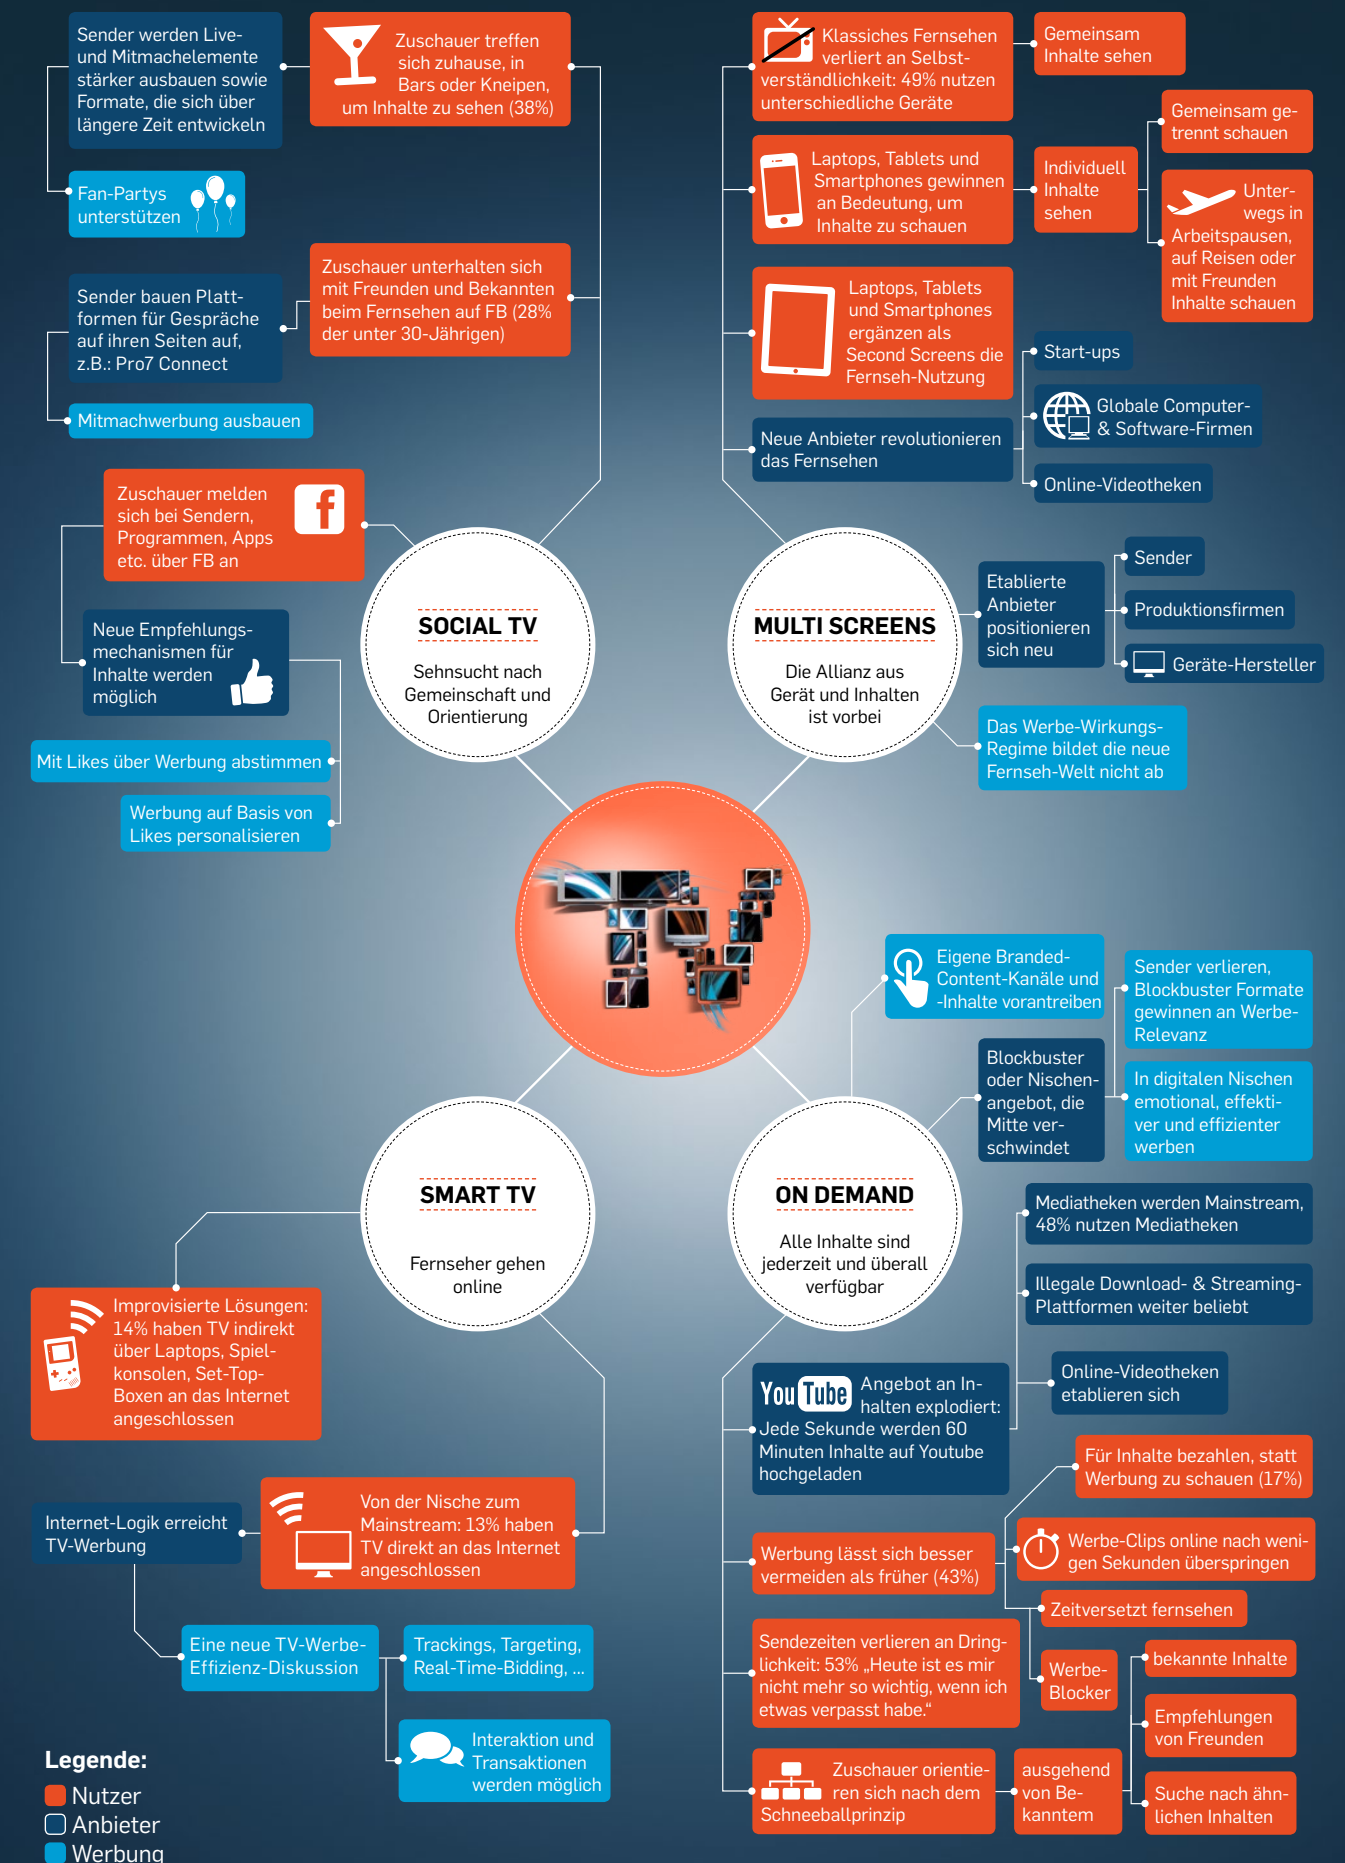 Sender werden Live-
und Mitmachelemente
stärker ausbauen sowie
Formate, die sich über
längere Zeit entwickeln
Zuschauer treffen
sich zuhause, in
Bars oder Kneipen,
um Inhalte zu sehen (38%)
Fan-Partys
unterstützen
Zuschauer unterhalten sich
mit Freunden und Bekannten
beim Fernsehen auf FB (28%
der unter 30-Jährigen)
Sender bauen Platt-
formen für Gespräche
auf ihren Seiten auf,
z.B.: Pro7 Connect
Mitmachwerbung ausbauen
Zuschauer melden
sich bei Sendern,
Programmen, Apps
etc. über FB an
f
Neue Empfehlungs-
mechanismen für
Inhalte werden
möglich
Mit Likes über Werbung abstimmen
Werbung auf Basis von
Likes personalisieren
SOCIAL TV
Sehnsucht nach
Gemeinschaft und
Orientierung
Klassiches Fernsehen
verliert an Selbst-
verständlichkeit: 49% nutzen
unterschiedliche Geräte
Gemeinsam
Inhalte sehen
Laptops, Tablets und
Smartphones gewinnen
an Bedeutung, um
Inhalte zu schauen
Individuell
Inhalte
sehen
Gemeinsam ge-
trennt schauen
Unter-
wegs in
Arbeitspausen,
auf Reisen oder
mit Freunden
Inhalte schauen
Laptops, Tablets
und Smartphones
ergänzen als
Second Screens die
Fernseh-Nutzung
Neue Anbieter revolutionieren
das Fernsehen
Start-ups
Globale Computer-
& Software-Firmen
Online-Videotheken
MULTI SCREENS
Die Allianz aus
Gerät und Inhalten
ist vorbei
Etablierte
Anbieter
positionieren
sich neu
Sender
Produktionsfirmen
Geräte-Hersteller
Das Werbe-Wirkungs-
Regime bildet die neue
Fernseh-Welt nicht ab
TV
SMART TV
Fernseher gehen
online
Improvisierte Lösungen:
14% haben TV indirekt
über Laptops, Spiel-
konsolen, Set-Top-
Boxen an das Internet
angeschlossen
Von der Nische zum
Mainstream: 13% haben
TV direkt an das Internet
angeschlossen
Internet-Logik erreicht
TV-Werbung
Eine neue TV-Werbe-
Effizienz-Diskussion
Trackings, Targeting,
Real-Time-Bidding, ...
Interaktion und
Transaktionen
werden möglich
ON DEMAND
Alle Inhalte sind
jederzeit und überall
verfügbar
Eigene Branded-
Content-Kanäle und
-Inhalte vorantreiben
Blockbuster
oder Nischen-
angebot, die
Mitte ver-
schwindet
Sender verlieren,
Blockbuster Formate
gewinnen an Werbe-
Relevanz
In digitalen Nischen
emotional, effekti-
ver und effizienter
werben
You Tube Angebot an In-
halten explodiert:
Jede Sekunde werden 60
Minuten Inhalte auf Youtube
hochgeladen
Mediatheken werden Mainstream,
48% nutzen Mediatheken
Illegale Download- & Streaming-
Plattformen weiter beliebt
Online-Videotheken
etablieren sich
Werbung lässt sich besser
vermeiden als früher (43%)
Für Inhalte bezahlen, statt
Werbung zu schauen (17%)
Werbe-Clips online nach weni-
gen Sekunden überspringen
Zeitversetzt fernsehen
Werbe-
Blocker
Sendezeiten verlieren an Dring-
lichkeit: 53% „Heute ist es mir
nicht mehr so wichtig, wenn ich
etwas verpasst habe.“
Zuschauer orientie-
ren sich nach dem
Schneeballprinzip
ausgehend
von Be-
kanntem
bekannte Inhalte
Empfehlungen
von Freunden
Suche nach ähn-
lichen Inhalten
Legende:
Nutzer
Anbieter
Werbung